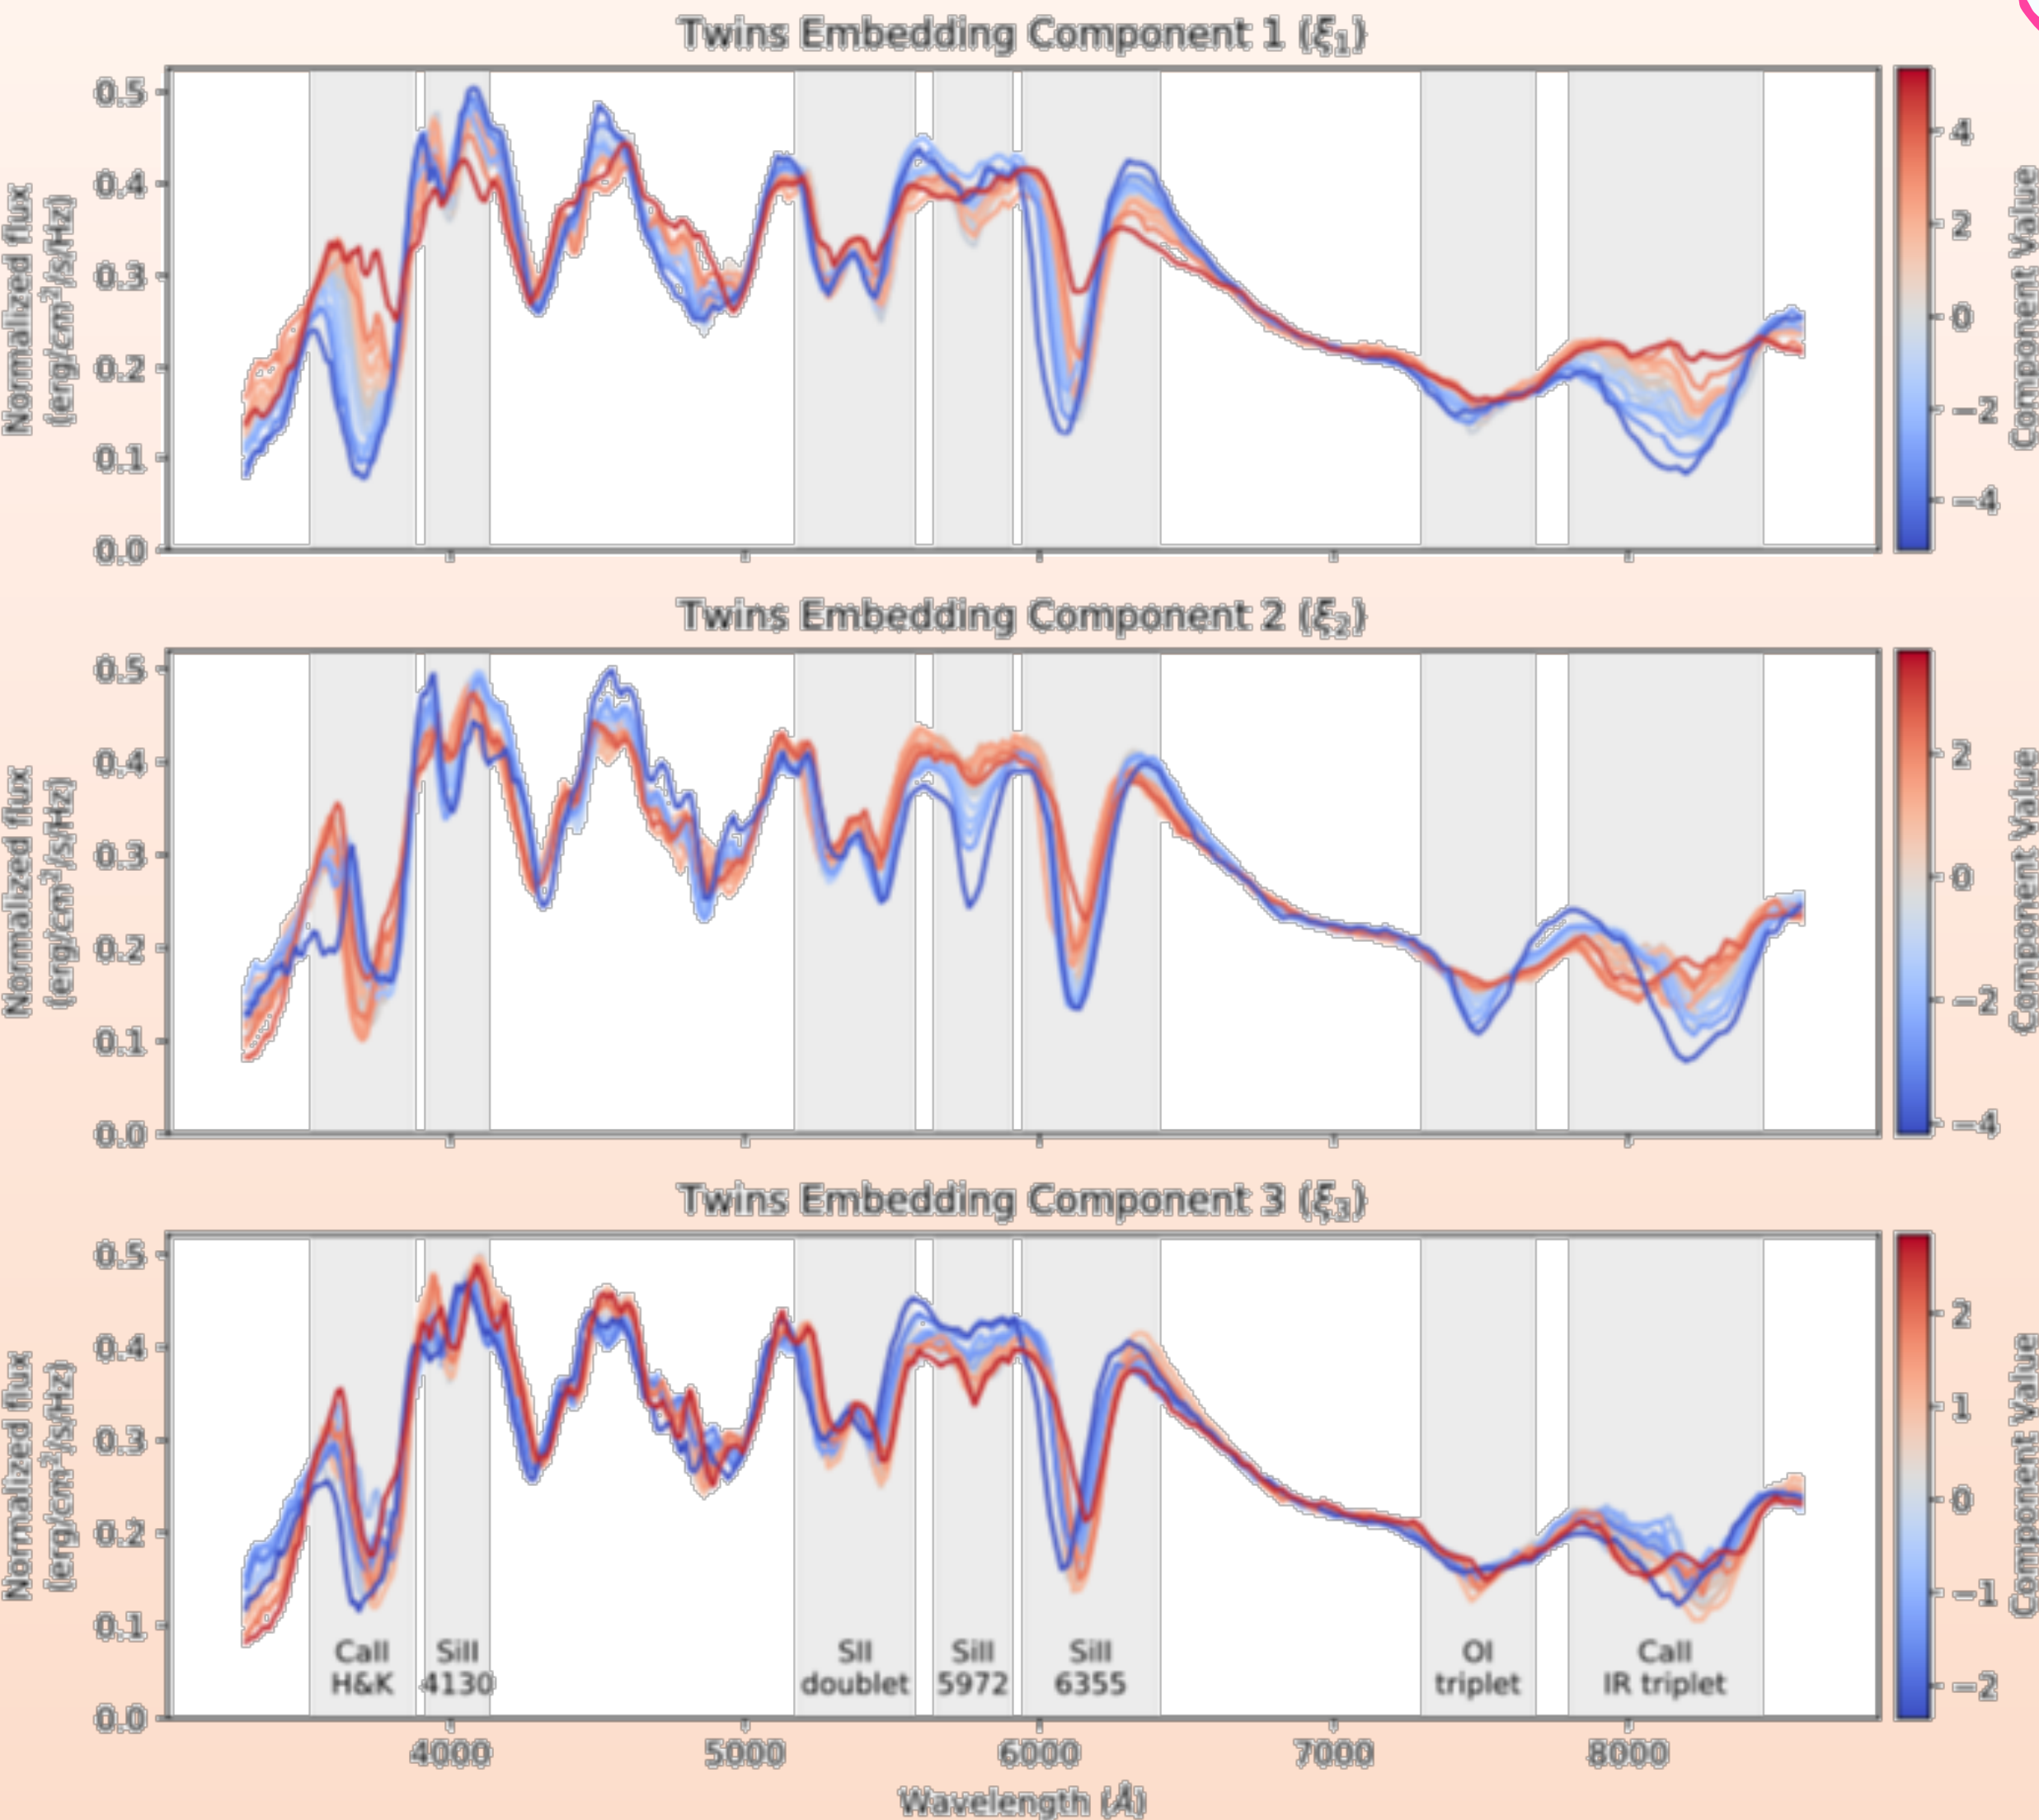 Twins Embedding Component 1 (ξ₁)
Normalized flux
(erg/cm²/s/Hz)
0.5
0.4
0.3
0.2
0.1
0.0
4
2
0
−2
−4
Component Value
Twins Embedding Component 2 (ξ₂)
Normalized flux
(erg/cm²/s/Hz)
0.5
0.4
0.3
0.2
0.1
0.0
2
0
−2
−4
Component Value
Twins Embedding Component 3 (ξ₃)
Normalized flux
(erg/cm²/s/Hz)
0.5
0.4
0.3
0.2
0.1
0.0
CaII
H&K
SiII
4130
SII
doublet
SiII
5972
SiII
6355
OI
triplet
CaII
IR triplet
2
1
0
−1
−2
Component Value
4000 5000 6000 7000 8000
Wavelength (Å)